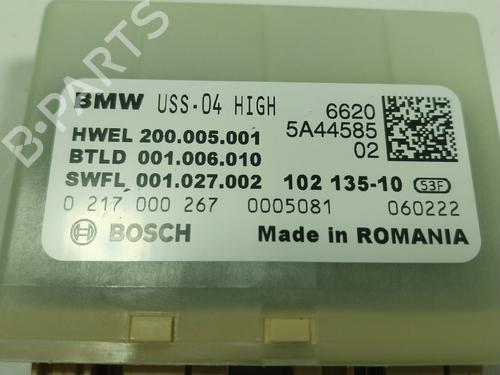 BMW USS-04 HIGH
6620
5A44585
02
HWEL 200.005.001
BTLD 001.006.010
SWFL 001.027.002 102 135-10 53F
0 217 000 267 0005081 060222
BOSCH Made in ROMANIA
B-PARTS